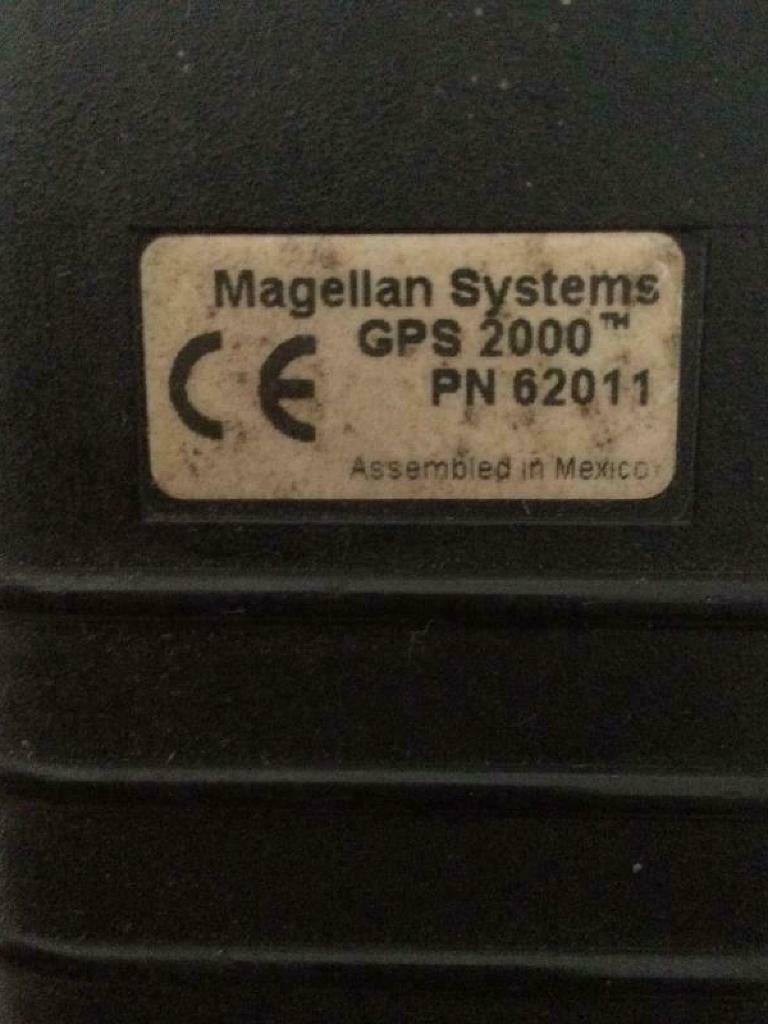 Magellan Systems
GPS 2000™
CE
PN 62011
Assembled in Mexico